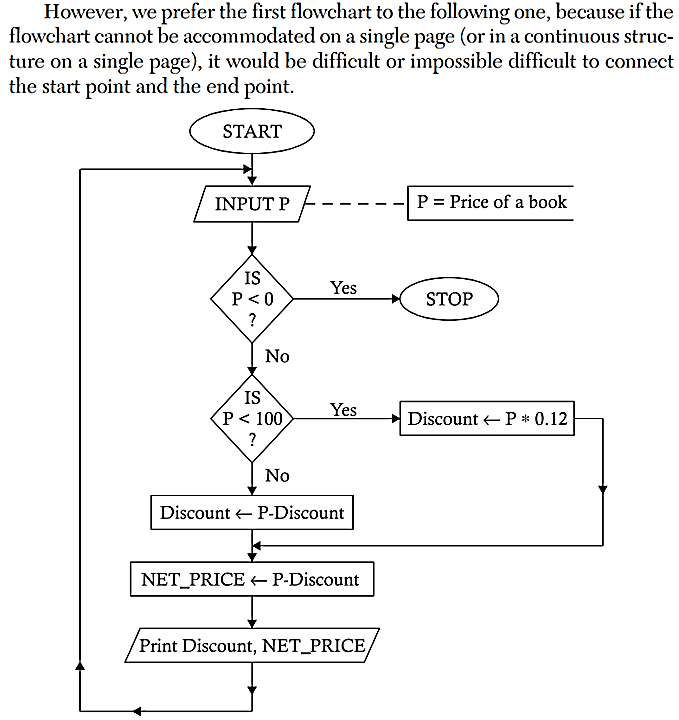 However, we prefer the first flowchart to the following one, because if the
flowchart cannot be accommodated on a single page (or in a continuous struc-
ture on a single page), it would be difficult or impossible difficult to connect
the start point and the end point.
START
INPUT P
P = Price of a book
IS
P < 0
?
Yes
STOP
No
IS
P < 100
?
Yes
Discount ← P * 0.12
No
Discount ← P-Discount
NET_PRICE ← P-Discount
Print Discount, NET_PRICE